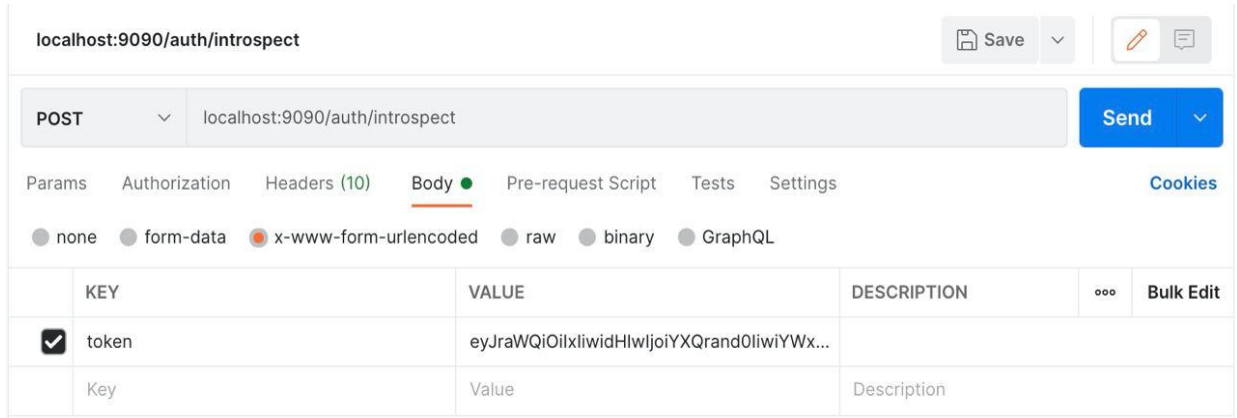 localhost:9090/auth/introspect
Save
POST localhost:9090/auth/introspect Send
Params Authorization Headers (10) Body Pre-request Script Tests Settings Cookies
none form-data x-www-form-urlencoded raw binary GraphQL
KEY VALUE DESCRIPTION ooo Bulk Edit
token eyJraWQiOiIxIiwidHlwIjoiYXQrand0IiwiYWx...
Key Value Description